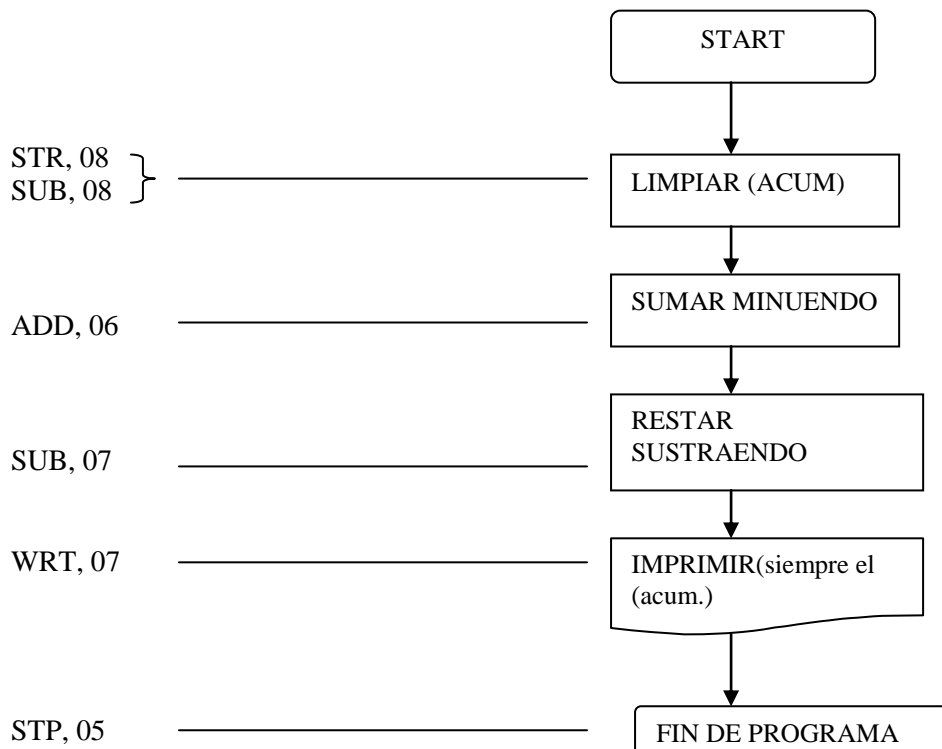 START
STR, 08
SUB, 08
LIMPIAR (ACUM)
ADD, 06
SUMAR MINUENDO
SUB, 07
RESTAR
SUSTRAENDO
WRT, 07
IMPRIMIR(siempre el
(acum.)
STP, 05
FIN DE PROGRAMA